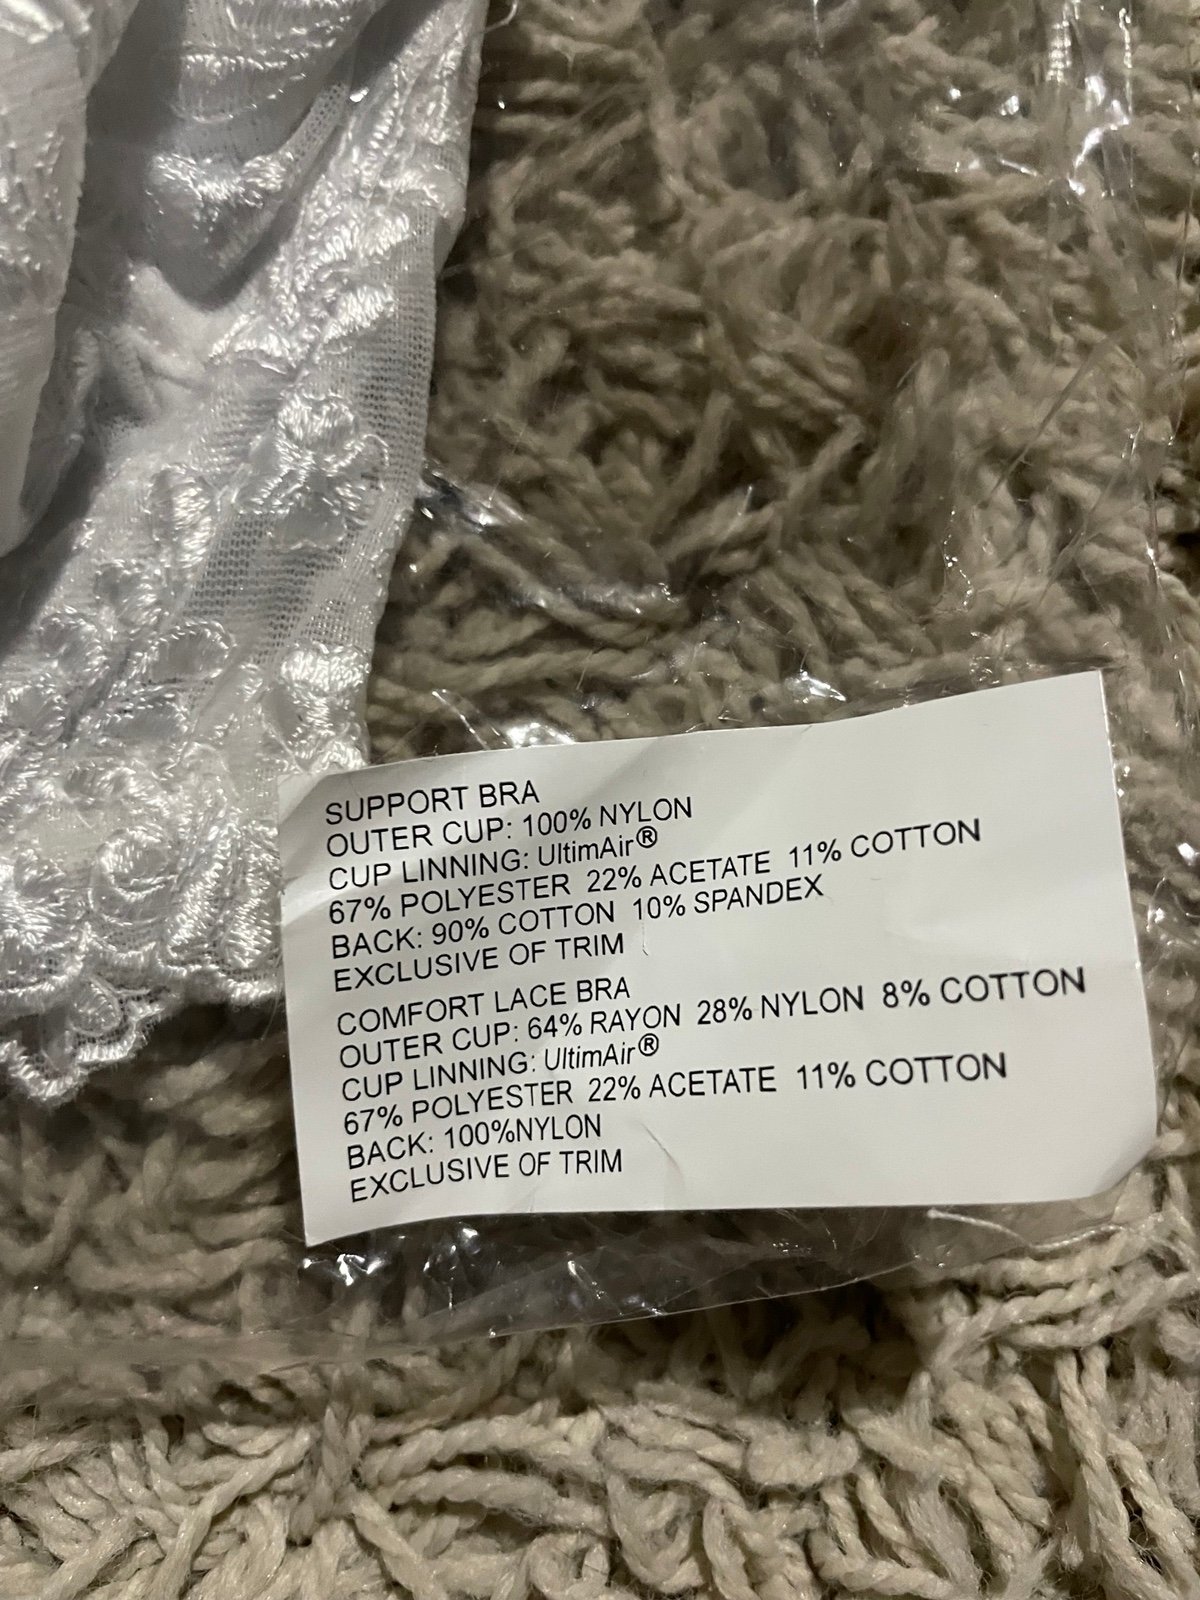 SUPPORT BRA
OUTER CUP: 100% NYLON
CUP LINNING: UltimAir®
67% POLYESTER 22% ACETATE 11% COTTON
BACK: 90% COTTON 10% SPANDEX
EXCLUSIVE OF TRIM
COMFORT LACE BRA
OUTER CUP: 64% RAYON 28% NYLON 8% COTTON
CUP LINNING: UltimAir®
67% POLYESTER 22% ACETATE 11% COTTON
BACK: 100%NYLON
EXCLUSIVE OF TRIM